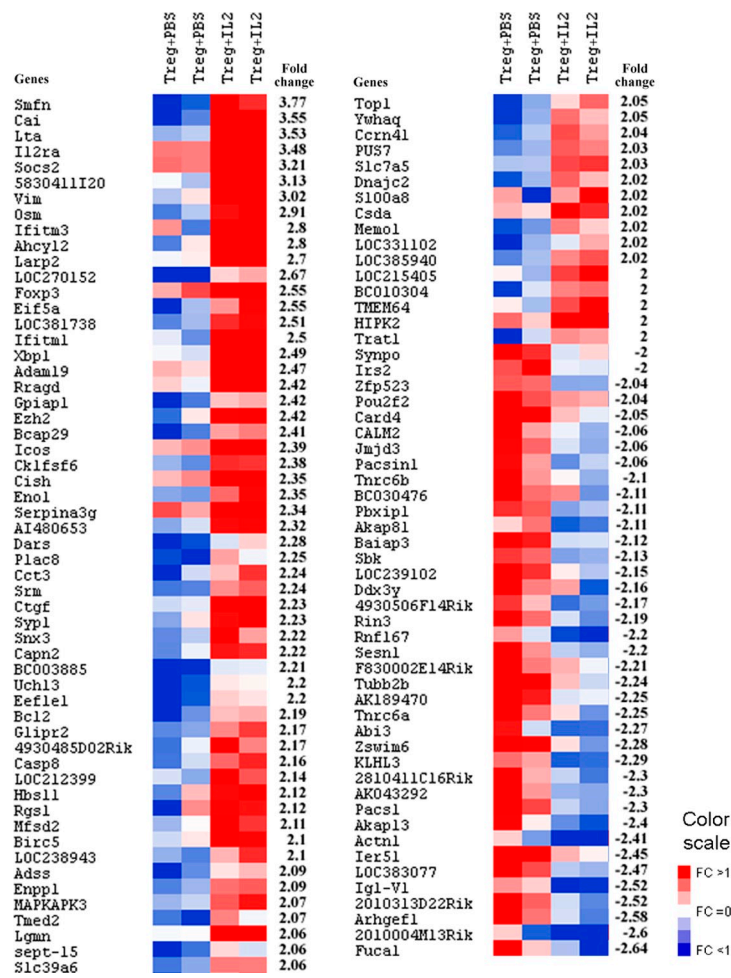 Genes Treg+PBS Treg+PBS Treg+IL2 Treg+IL2 Fold change
Smfn 3.77
Cai 3.55
Lta 3.53
Il2ra 3.48
Socs2 3.21
5830411I20 3.13
Vim 3.02
Osm 2.91
Ifitm3 2.8
Ahcyl2 2.8
Larp2 2.7
LOC270152 2.67
Foxp3 2.55
Eif5a 2.55
LOC381738 2.51
Ifitm1 2.5
Xbp1 2.49
Adam19 2.47
Rragd 2.42
Gpiap1 2.42
Ezh2 2.42
Bcap29 2.41
Icos 2.39
Cklfsf6 2.38
Cish 2.35
Eno1 2.35
Serpina3g 2.34
AI480653 2.32
Dars 2.28
Plac8 2.25
Cct3 2.24
Srm 2.24
Ctgf 2.23
Sypl 2.23
Snx3 2.22
Capn2 2.22
BC003885 2.21
Uchl3 2.2
Eef1e1 2.2
Bcl2 2.19
Glipr2 2.17
4930485D02Rik 2.17
Casp8 2.16
LOC212399 2.14
Hbs1l 2.12
Rgs1 2.12
Mfsd2 2.11
Birc5 2.1
LOC238943 2.1
Adss 2.09
Enpp1 2.09
MAPKAPK3 2.07
Tmed2 2.07
Lgmn 2.06
sept-15 2.06
Slc39a6 2.06
Genes Treg+PBS Treg+PBS Treg+IL2 Treg+IL2 Fold change
Top1 2.05
Ywhaq 2.05
Ccrn4l 2.04
PUS7 2.03
Slc7a5 2.03
Dnajc2 2.02
S100a8 2.02
Csda 2.02
Memo1 2.02
LOC331102 2.02
LOC385940 2.02
LOC215405 2
BC010304 2
TMEM64 2
HIPK2 2
Trat1 2
Synpo -2
Irs2 -2
Zfp523 -2.04
Pou2f2 -2.04
Card4 -2.05
CALM2 -2.06
Jmjd3 -2.06
Pacsin1 -2.06
Tnrc6b -2.1
BC030476 -2.11
Pbxip1 -2.11
Akap8l -2.11
Baiap3 -2.12
Sbk -2.13
LOC239102 -2.15
Ddx3y -2.16
4930506F14Rik -2.17
Rin3 -2.19
Rnf167 -2.2
Sesn1 -2.2
F830002E14Rik -2.21
Tubb2b -2.24
AK189470 -2.25
Tnrc6a -2.25
Abi3 -2.27
Zswim6 -2.28
KLHL3 -2.29
2810411C16Rik -2.3
AK043292 -2.3
Pacs1 -2.3
Akap13 -2.4
Actn1 -2.41
Ier5l -2.45
LOC383077 -2.47
Igl-V1 -2.52
2010313D22Rik -2.52
Arhgef1 -2.58
2010004M13Rik -2.6
Fuca1 -2.64
Color
scale
FC >1
FC =0
FC <1